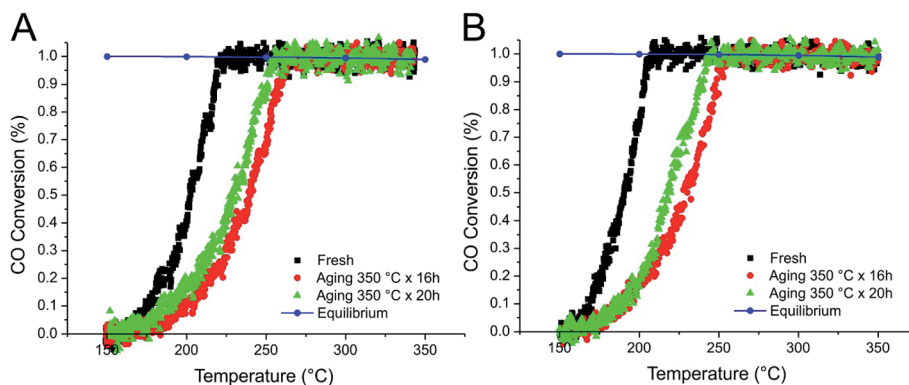 A
CO Conversion (%)
1.0
0.9
0.8
0.7
0.6
0.5
0.4
0.3
0.2
0.1
0.0
Fresh
Aging 350 °C x 16h
Aging 350 °C x 20h
Equilibrium
150 200 250 300 350
Temperature (°C)
B
CO Conversion (%)
1.0
0.9
0.8
0.7
0.6
0.5
0.4
0.3
0.2
0.1
0.0
Fresh
Aging 350 °C x 16h
Aging 350 °C x 20h
Equilibrium
150 200 250 300 350
Temperature (°C)